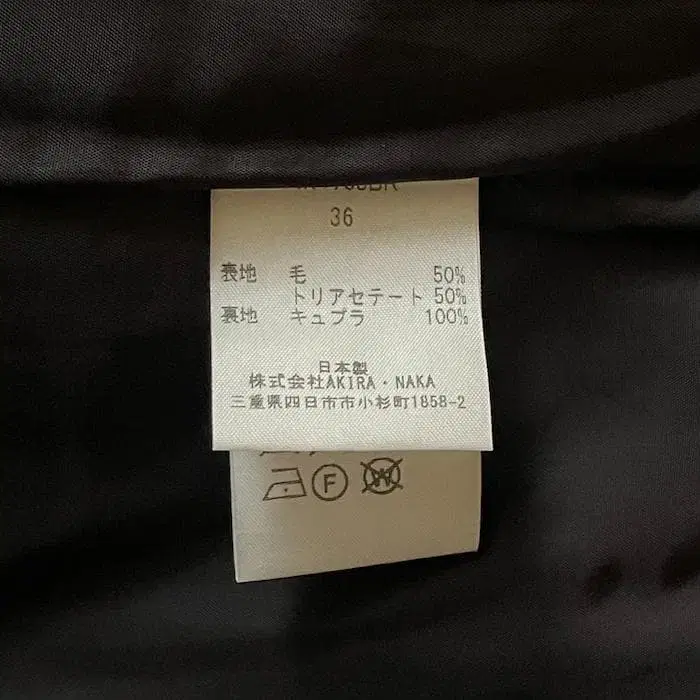 36
表地 毛 50%
トリアセテート 50%
裏地 キュプラ 100%
日本製
株式会社AKIRA・NAKA
三重県四日市市小杉町1858-2
F
W